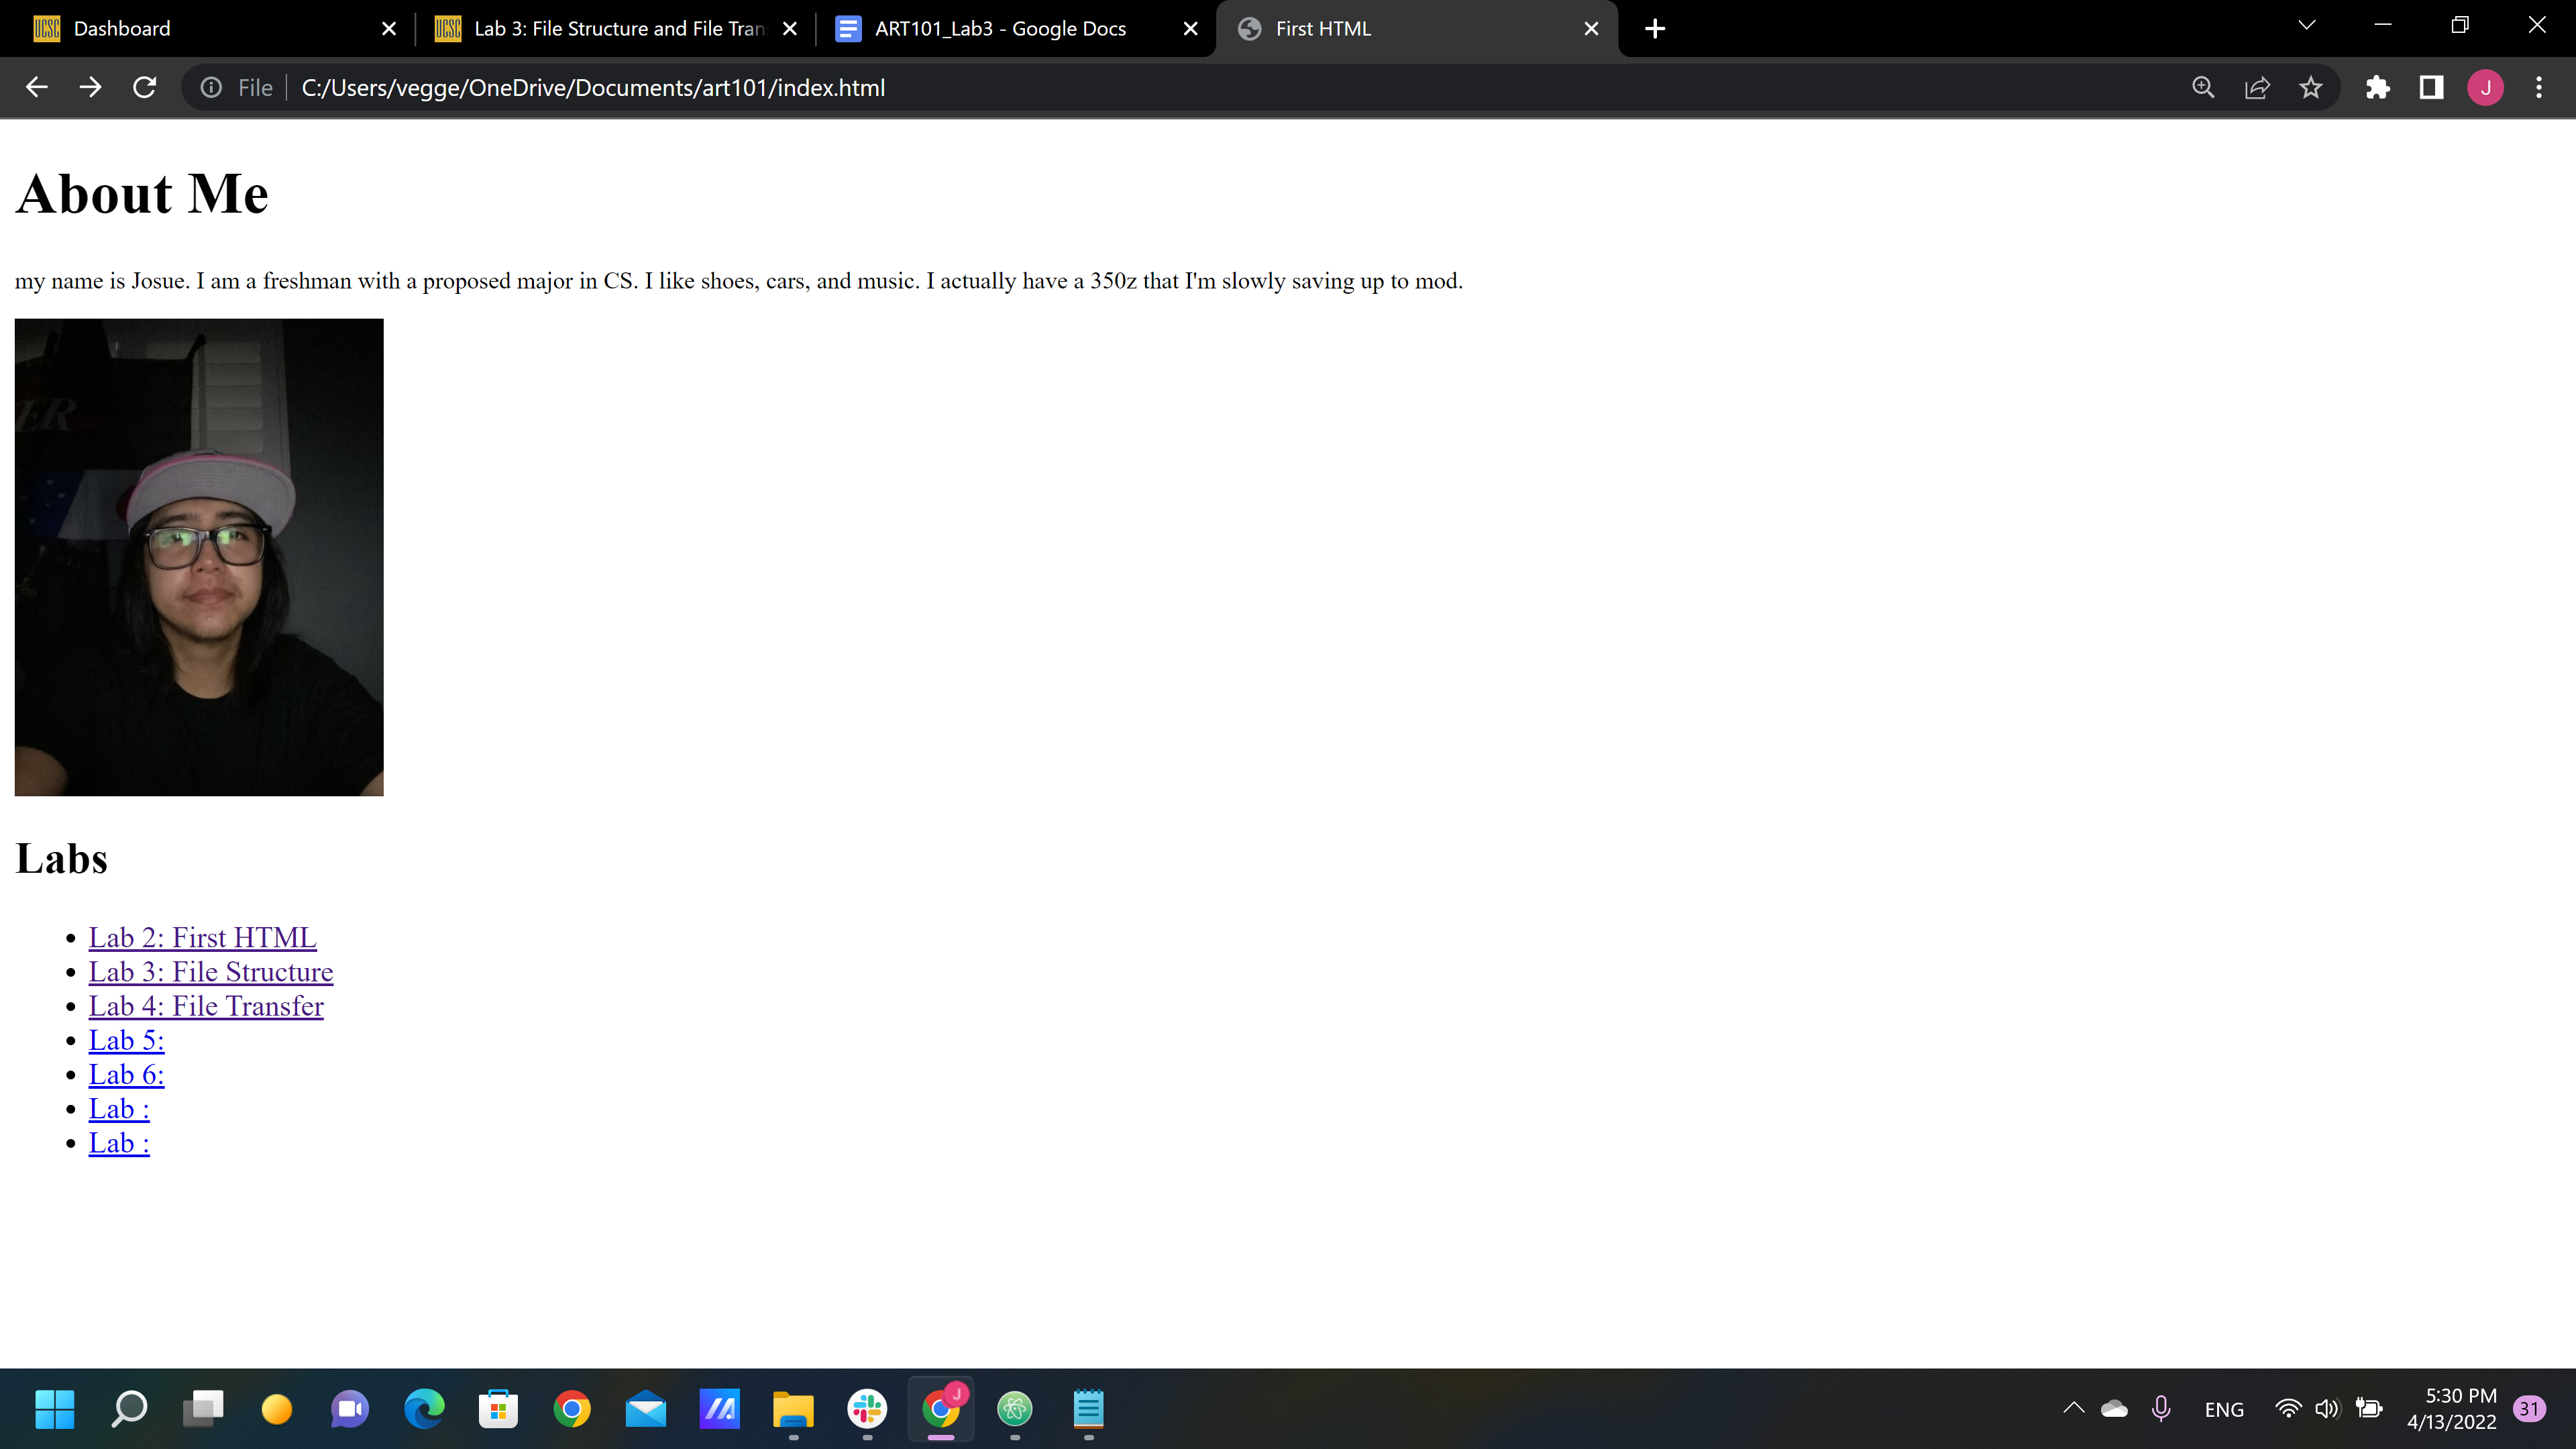 Dashboard
Lab 3: File Structure and File Tran
ART101_Lab3 - Google Docs
First HTML
File
C:/Users/vegge/OneDrive/Documents/art101/index.html
J
About Me
my name is Josue. I am a freshman with a proposed major in CS. I like shoes, cars, and music. I actually have a 350z that I'm slowly saving up to mod.
ER
Labs
Lab 2: First HTML
Lab 3: File Structure
Lab 4: File Transfer
Lab 5:
Lab 6:
Lab :
Lab :
J
ENG
5:30 PM
4/13/2022
31